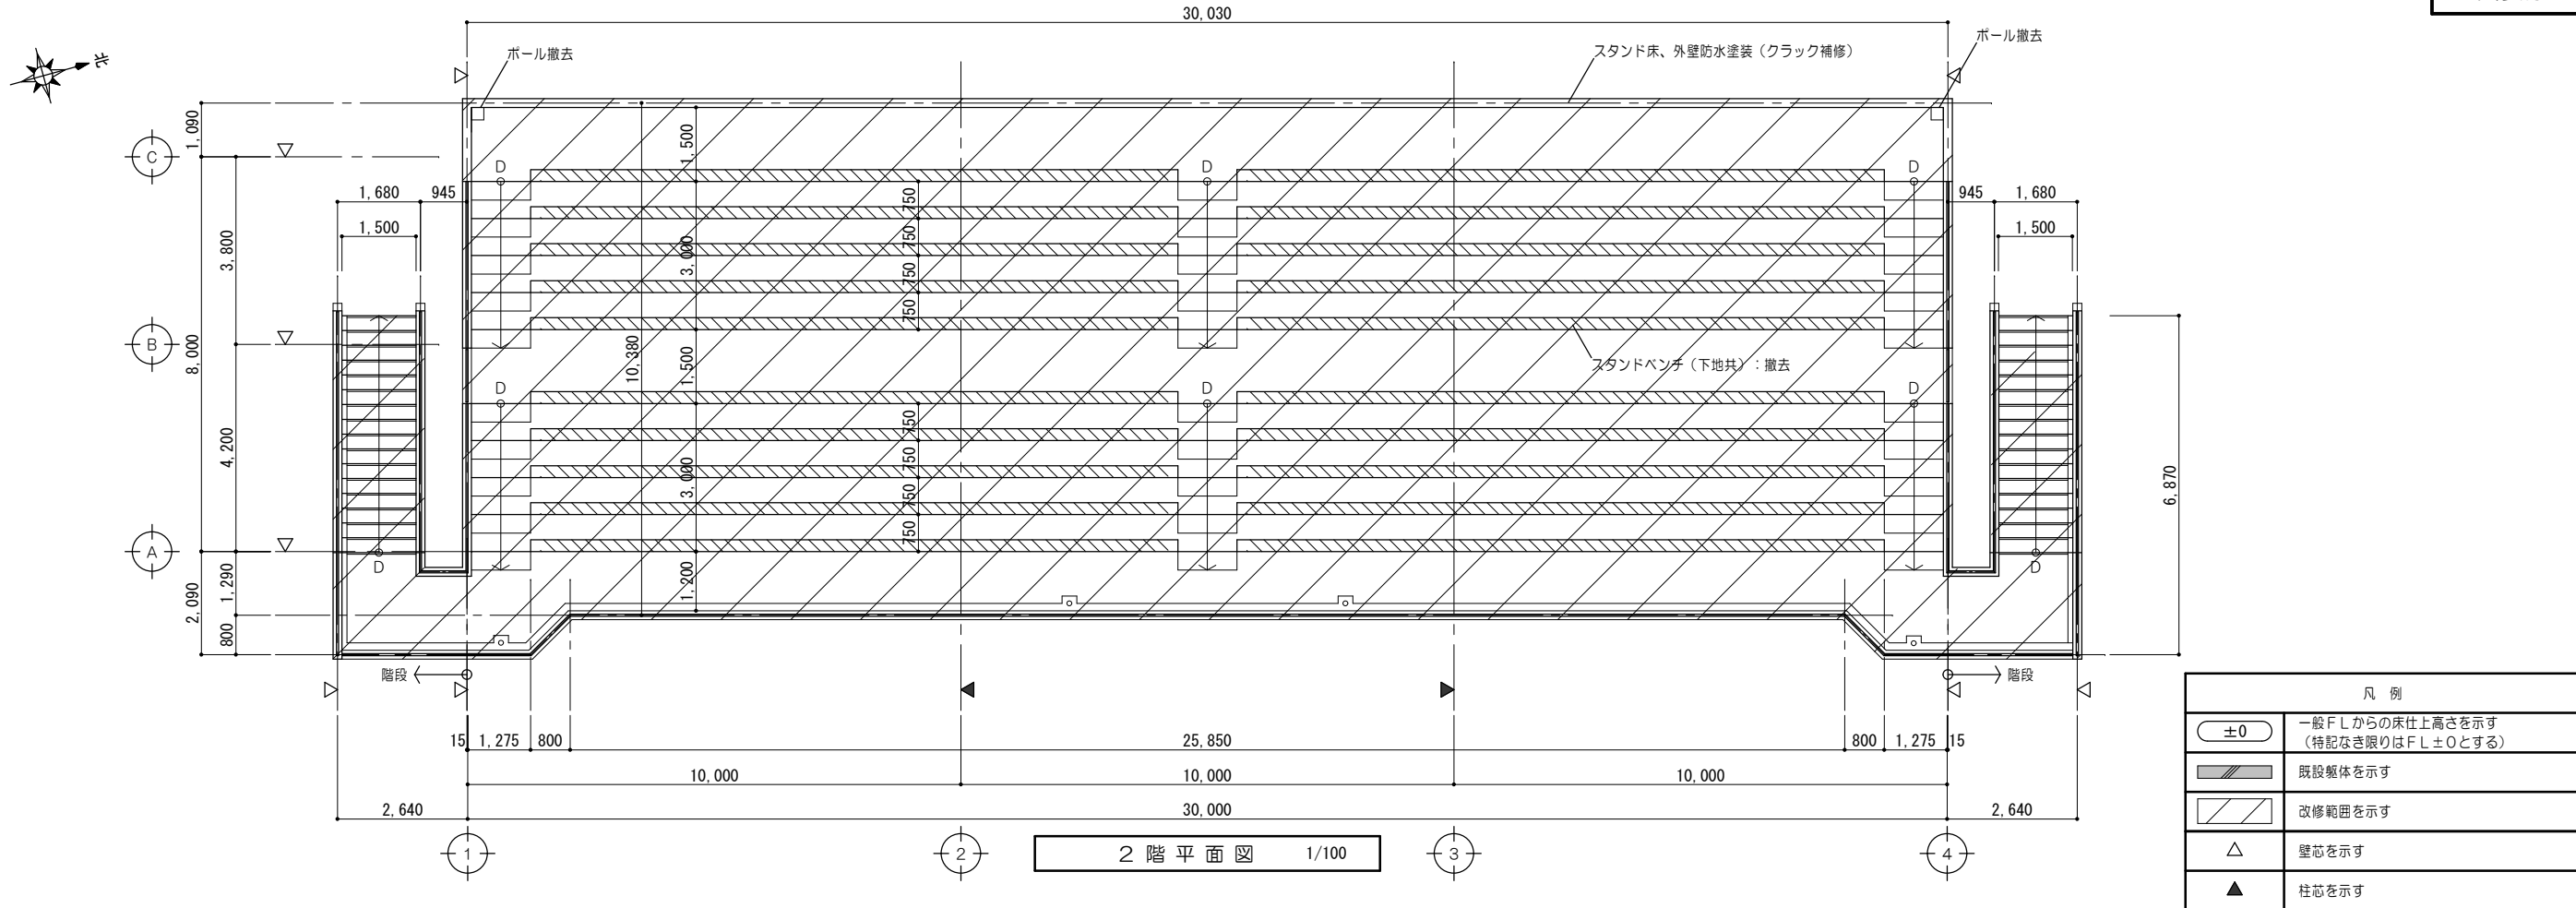 30,030
北
ポール撤去
スタンド床、外壁防水塗装（クラック補修）
ポール撤去
1,090
C
1,500
D
D
D
1,680
945
945
1,680
1,500
1,500
750
750
750
750
3,800
3,000
B
8,000
10,380
1,500
スタンドベンチ（下地共）：撤去
D
D
D
4,200
750
750
750
750
3,000
6,870
A
D
D
2,090
1,290
1,200
800
階段
階段
15
1,275
800
25,850
800
1,275
15
10,000
10,000
10,000
2,640
30,000
2,640
1
2
3
4
２階平面図 1/100
凡 例
±0
一般ＦＬからの床仕上高さを示す
（特記なき限りはＦＬ±０とする）
既設躯体を示す
改修範囲を示す
壁芯を示す
柱芯を示す